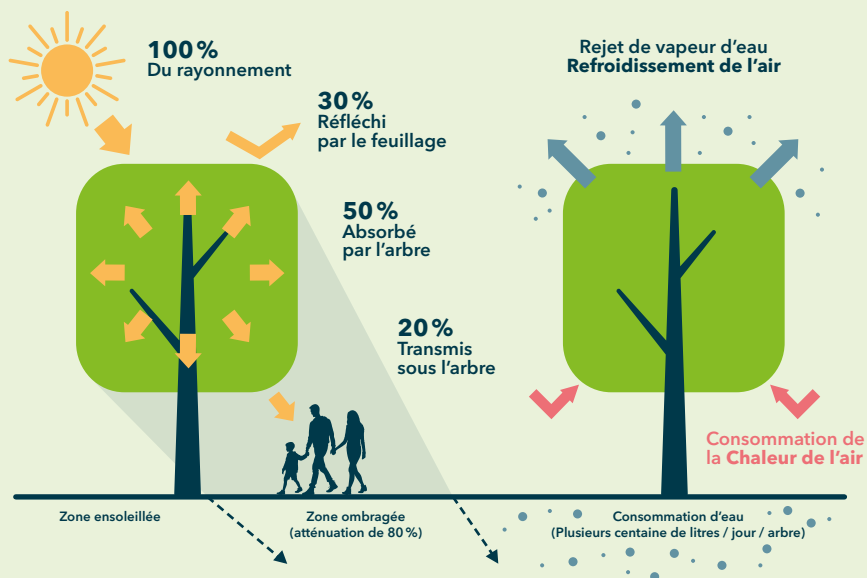 100 %
Du rayonnement
30 %
Réfléchi
par le feuillage
50 %
Absorbé
par l'arbre
20 %
Transmis
sous l'arbre
Zone ensoleillée
Zone ombragée
(atténuation de 80 %)
Rejet de vapeur d'eau
Refroidissement de l'air
Consommation de
la Chaleur de l'air
Consommation d'eau
(Plusieurs centaine de litres / jour / arbre)